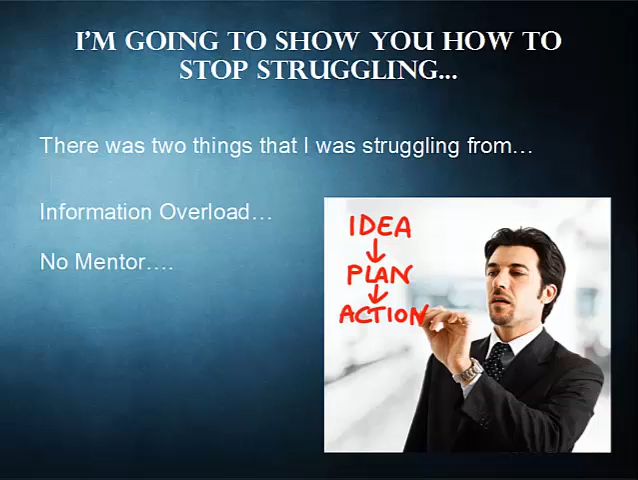 I'M GOING TO SHOW YOU HOW TO
STOP STRUGGLING...
There was two things that I was struggling from...
Information Overload...
No Mentor....
IDEA
PLAN
ACTION